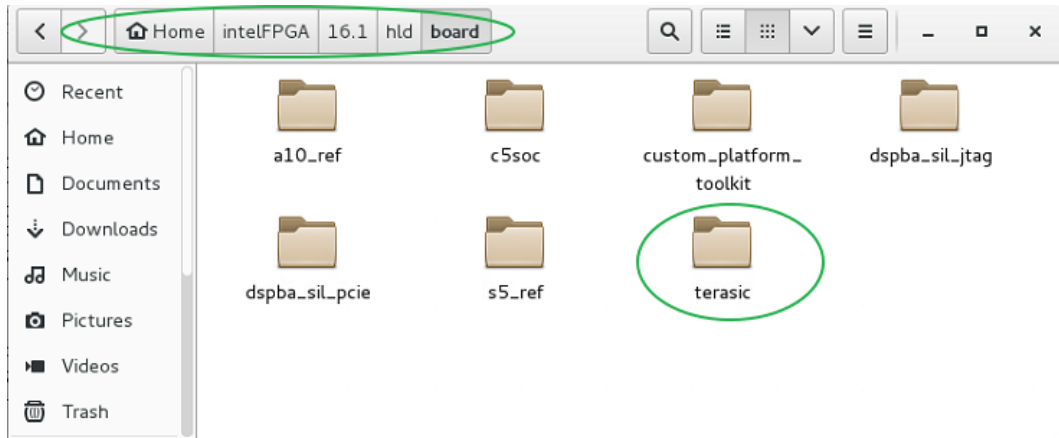 Home intelFPGA 16.1 hld board
Recent
Home
Documents
Downloads
Music
Pictures
Videos
Trash
a10_ref
c5soc
custom_platform_
toolkit
dspba_sil_jtag
dspba_sil_pcie
s5_ref
terasic